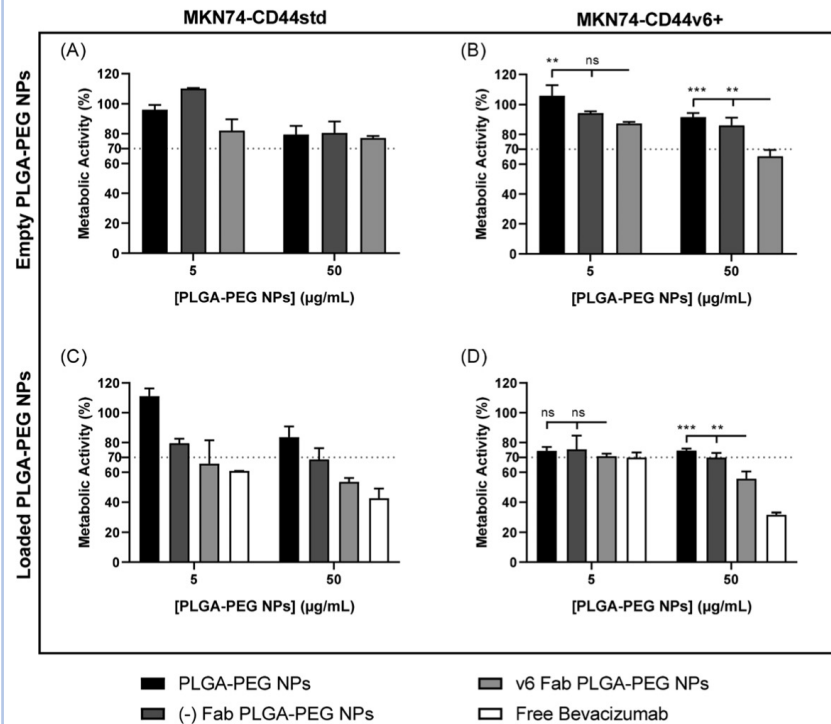 MKN74-CD44std
MKN74-CD44v6+
Empty PLGA-PEG NPs
(A)
Metabolic Activity (%)
120
100
80
70
60
40
20
0
5
50
[PLGA-PEG NPs] (µg/mL)
(B)
** ns
*** **
Metabolic Activity (%)
120
100
80
70
60
40
20
0
5
50
[PLGA-PEG NPs] (µg/mL)
Loaded PLGA-PEG NPs
(C)
Metabolic Activity (%)
120
100
80
70
60
40
20
0
5
50
[PLGA-PEG NPs] (µg/mL)
(D)
ns ns
*** **
Metabolic Activity (%)
120
100
80
70
60
40
20
0
5
50
[PLGA-PEG NPs] (µg/mL)
PLGA-PEG NPs
(-) Fab PLGA-PEG NPs
v6 Fab PLGA-PEG NPs
Free Bevacizumab